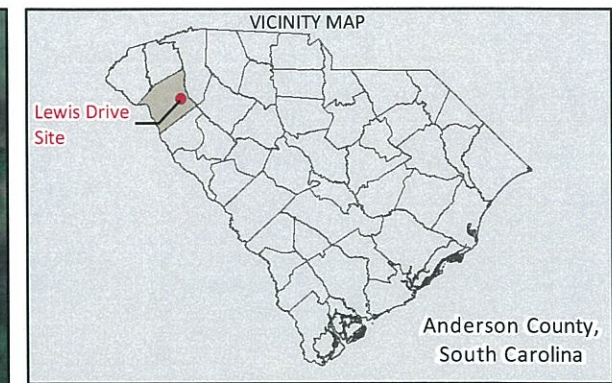 VICINITY MAP
Lewis Drive
Site
Anderson County,
South Carolina